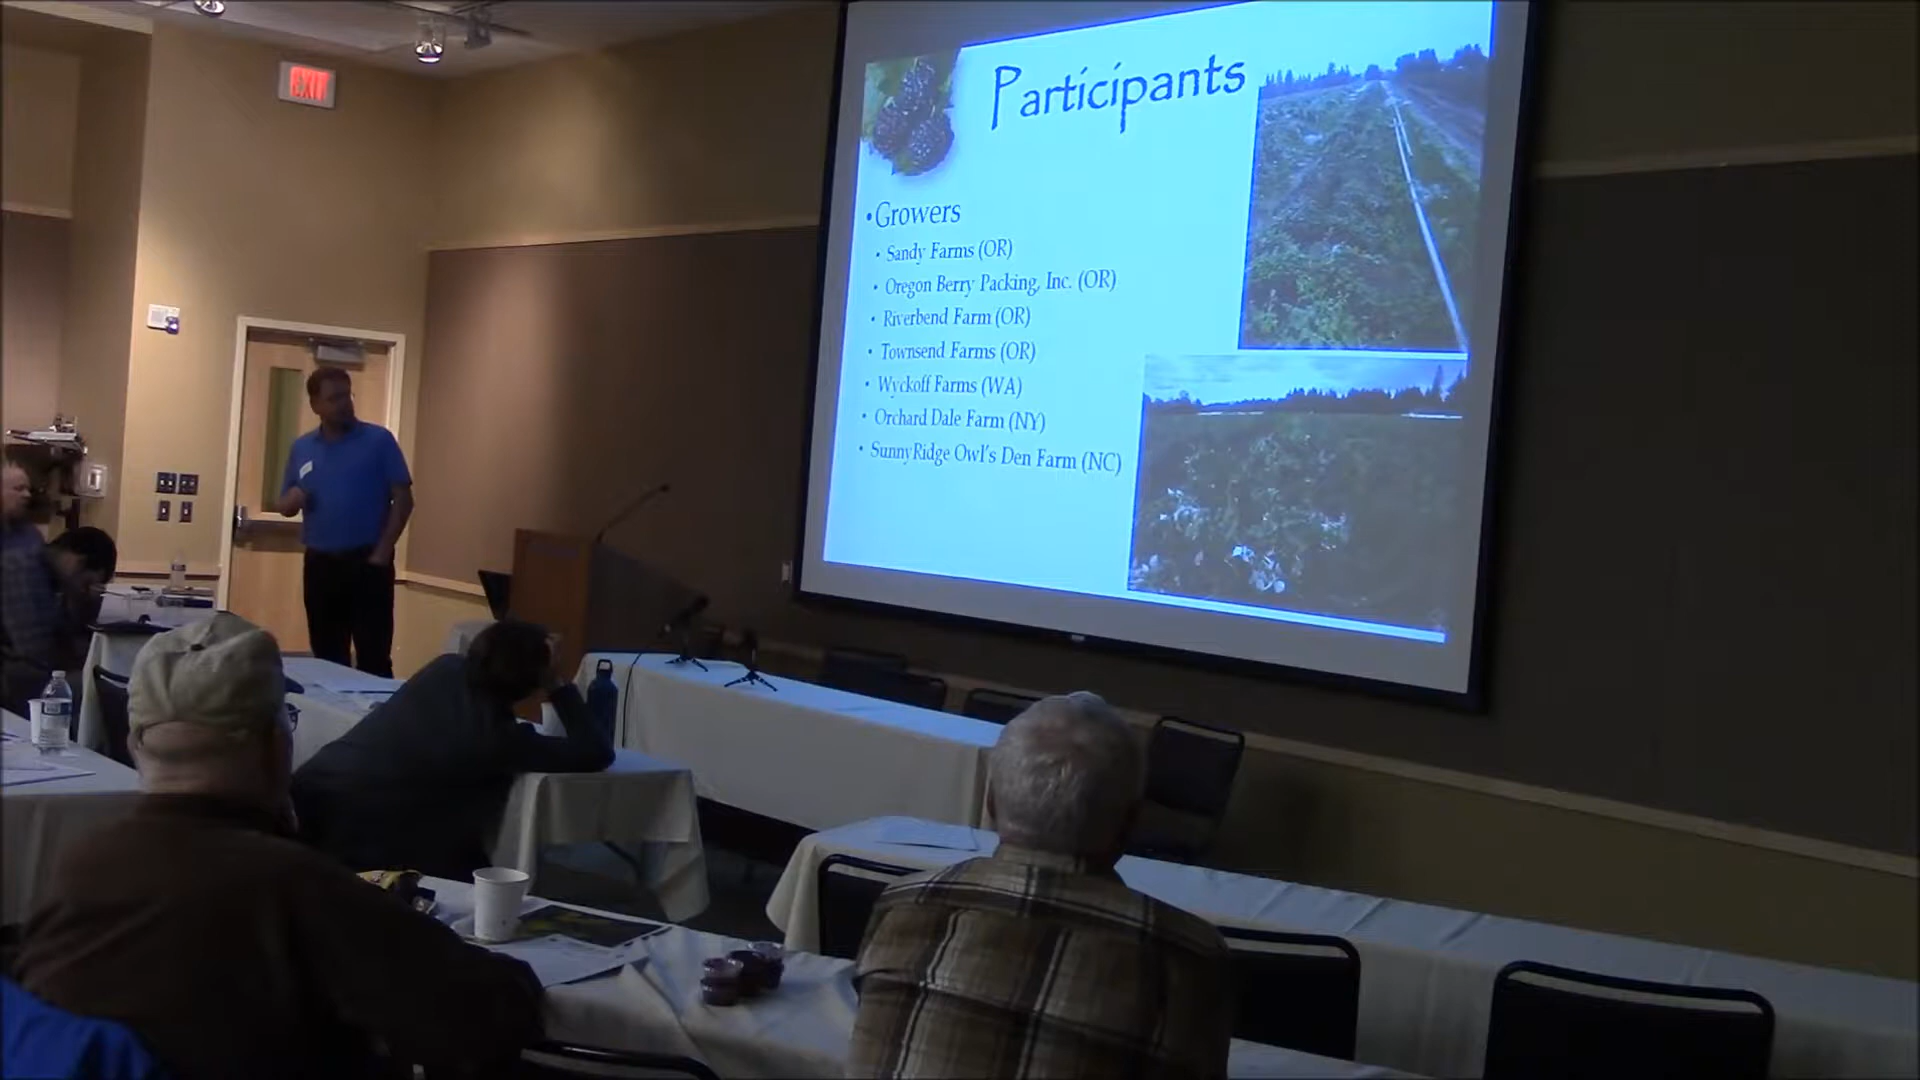 EXIT
Participants
•Growers
• Sandy Farms (OR)
• Oregon Berry Packing, Inc. (OR)
• Riverbend Farm (OR)
• Townsend Farms (OR)
• Wyckoff Farms (WA)
• Orchard Dale Farm (NY)
• SunnyRidge Owl's Den Farm (NC)